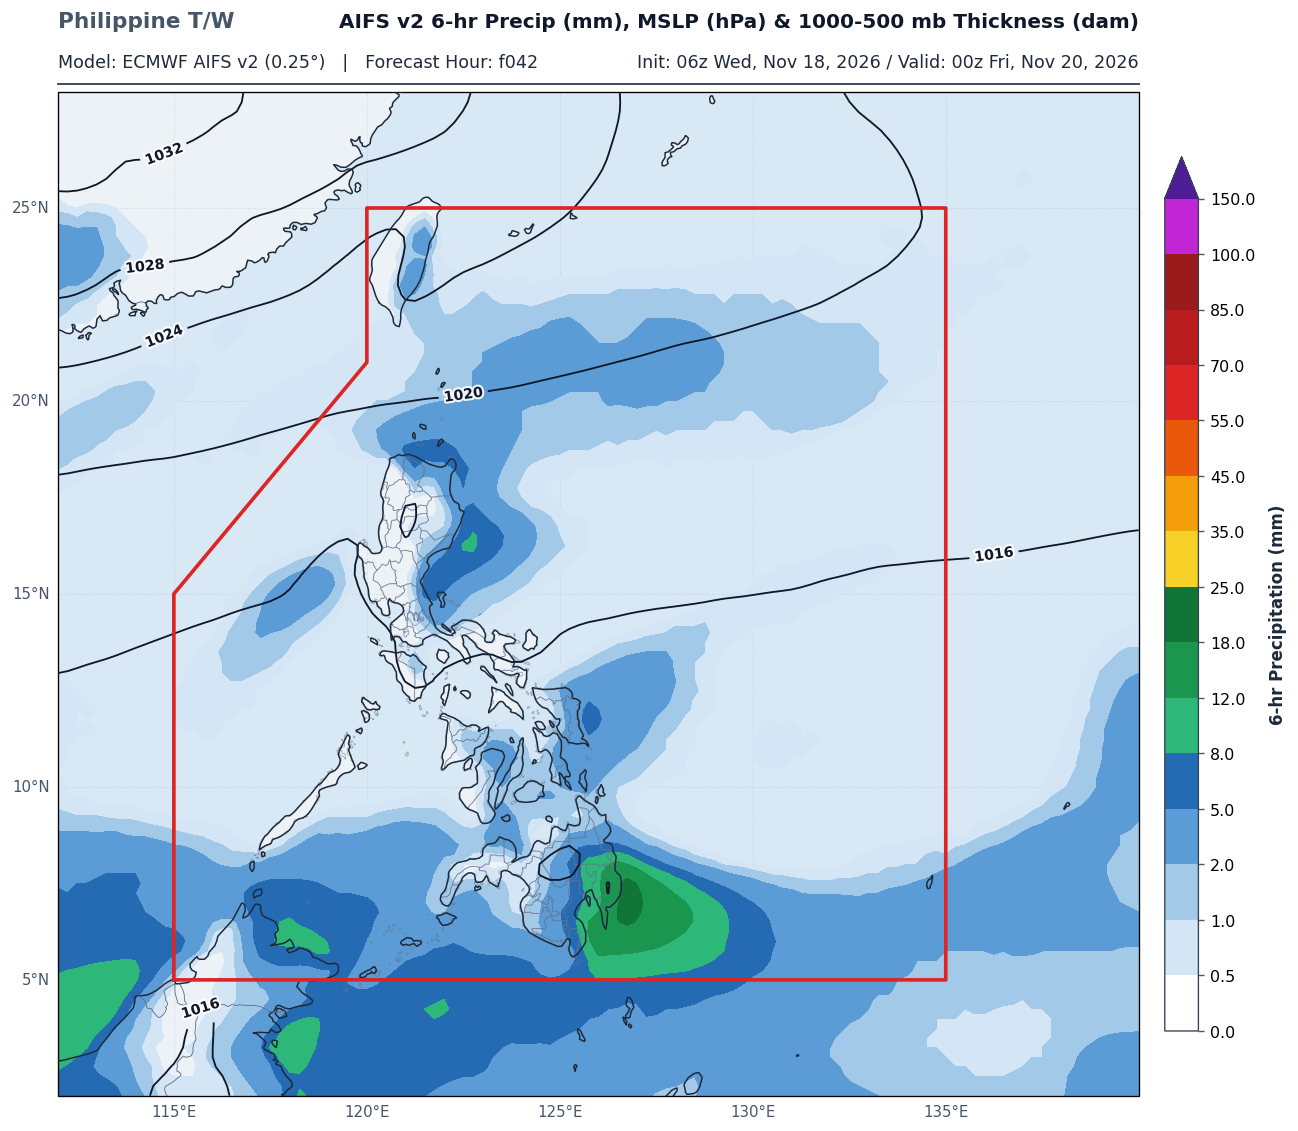 Philippine T/W
AIFS v2 6-hr Precip (mm), MSLP (hPa) & 1000-500 mb Thickness (dam)
Model: ECMWF AIFS v2 (0.25°) | Forecast Hour: f042
Init: 06z Wed, Nov 18, 2026 / Valid: 00z Fri, Nov 20, 2026
1032
1028
1024
1020
1016
1016
25°N
20°N
15°N
10°N
5°N
115°E
120°E
125°E
130°E
135°E
150.0
100.0
85.0
70.0
55.0
45.0
35.0
25.0
18.0
12.0
8.0
5.0
2.0
1.0
0.5
0.0
6-hr Precipitation (mm)